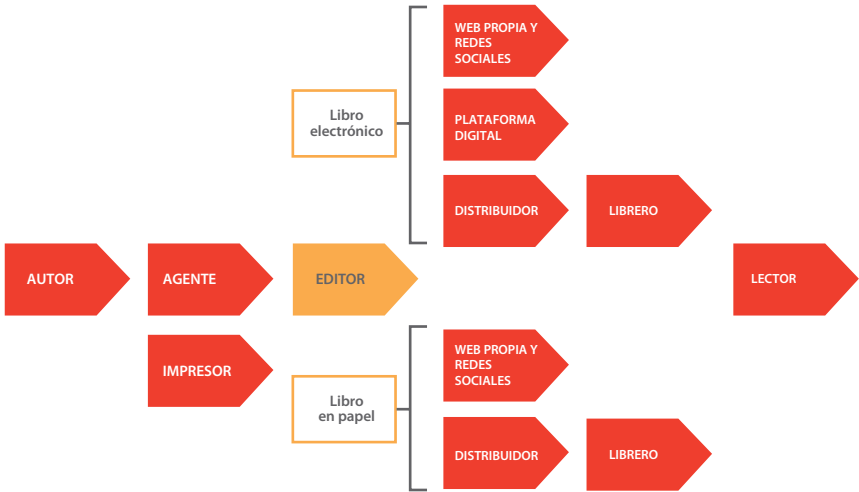 WEB PROPIA Y
REDES
SOCIALES
Libro
electrónico
PLATAFORMA
DIGITAL
DISTRIBUIDOR
LIBRERO
AUTOR
AGENTE
EDITOR
LECTOR
IMPRESOR
WEB PROPIA Y
REDES
SOCIALES
Libro
en papel
DISTRIBUIDOR
LIBRERO